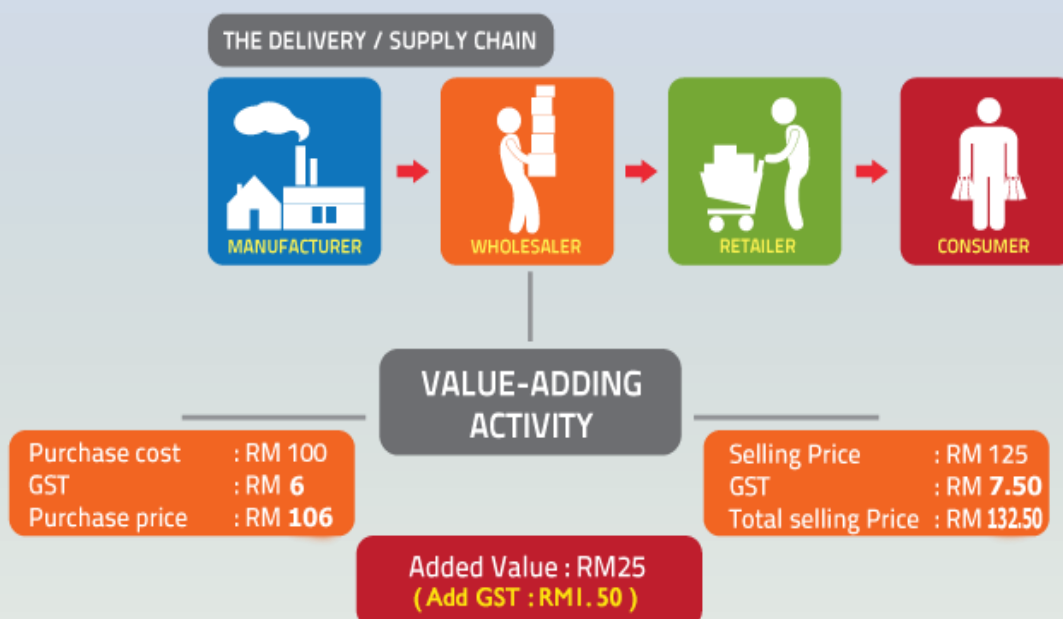 THE DELIVERY / SUPPLY CHAIN
MANUFACTURER
WHOLESALER
RETAILER
CONSUMER
VALUE-ADDING
ACTIVITY
Purchase cost : RM 100
GST : RM 6
Purchase price : RM 106
Selling Price : RM 125
GST : RM 7.50
Total selling Price : RM 132.50
Added Value : RM25
( Add GST : RM1.50 )